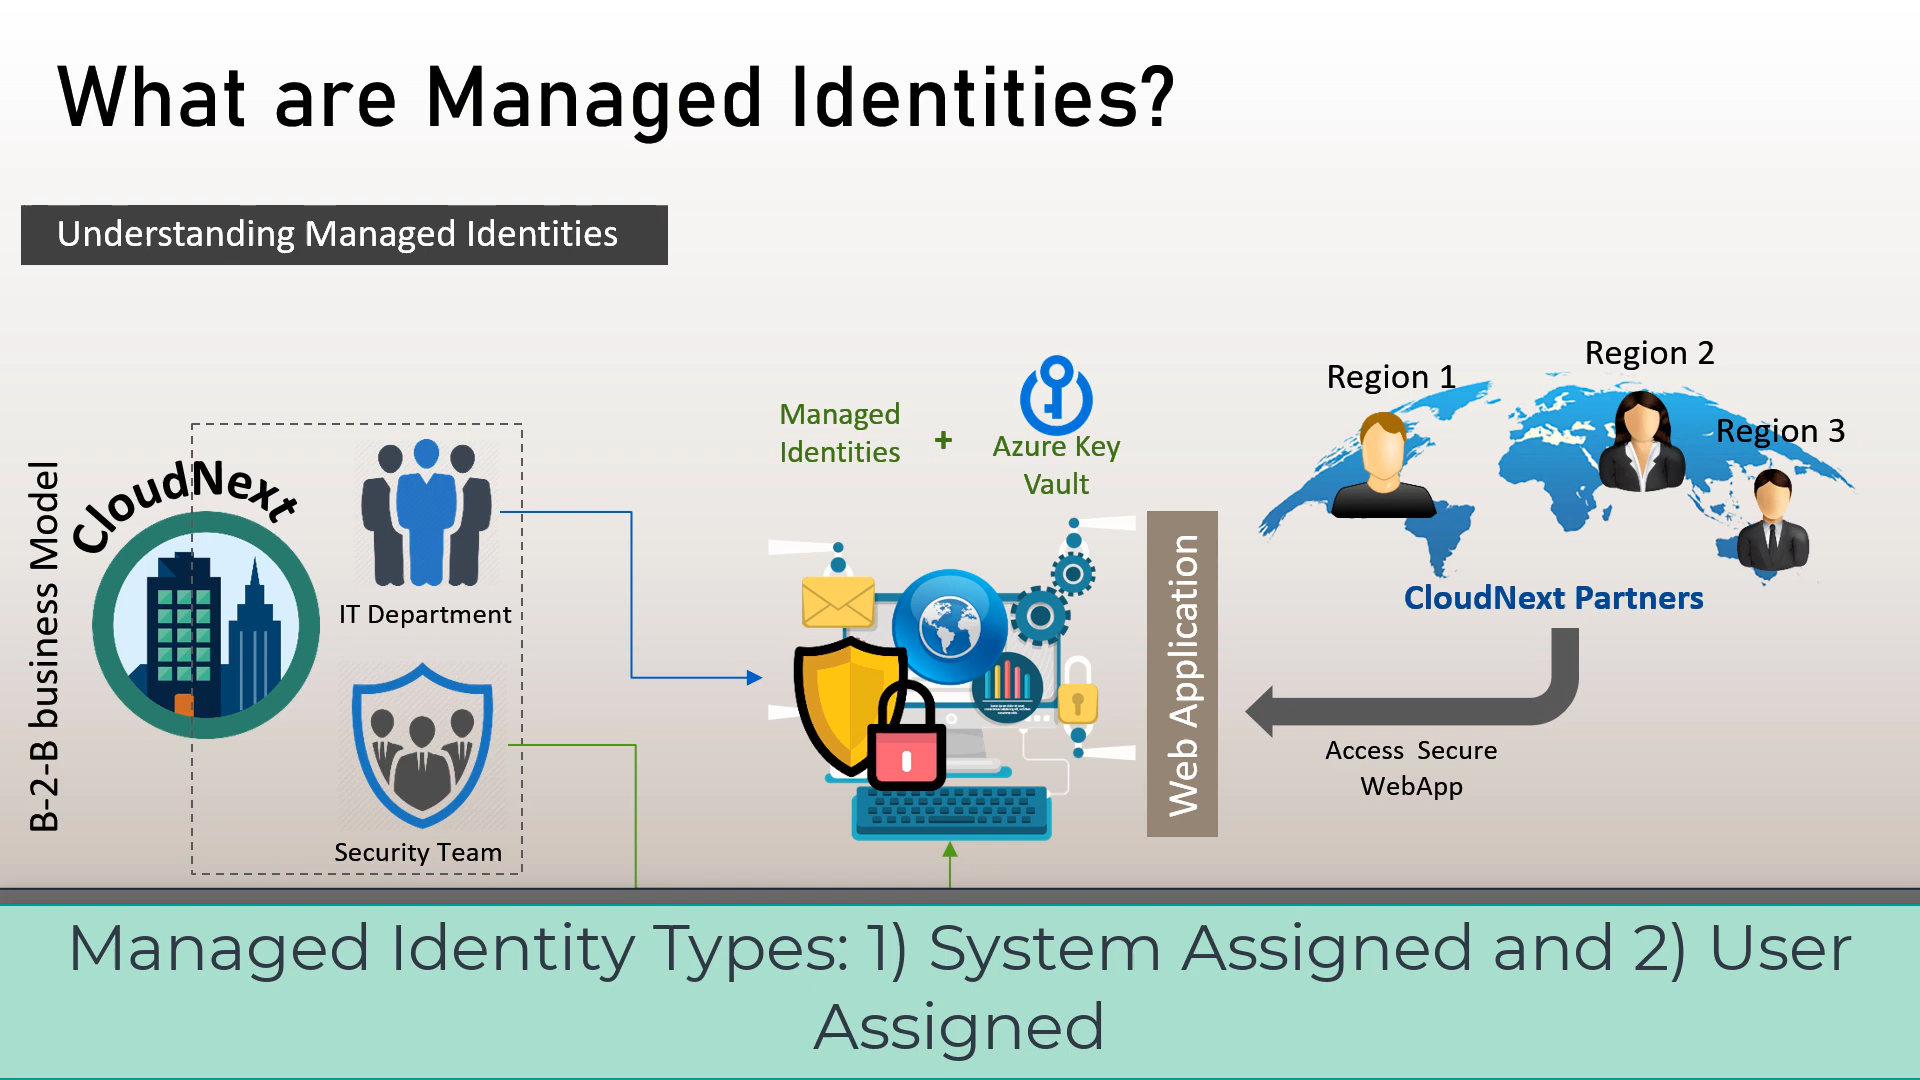 What are Managed Identities?
Understanding Managed Identities
B-2-B business Model
CloudNext
IT Department
Security Team
Managed
Identities
+
Azure Key
Vault
Web Application
Region 1
Region 2
Region 3
CloudNext Partners
Access Secure
WebApp
Managed Identity Types: 1) System Assigned and 2) User
Assigned